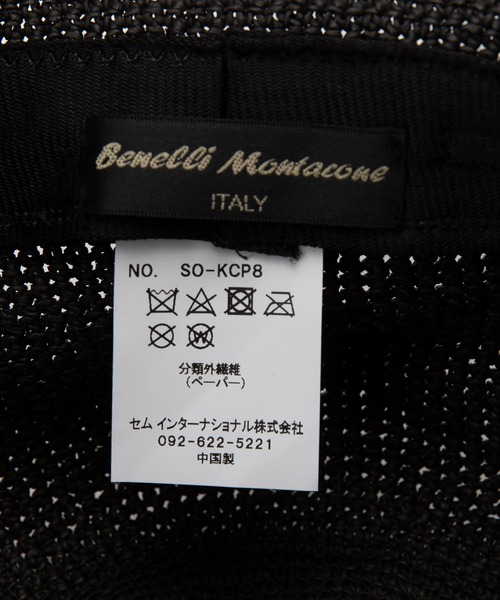 Benelli Montacone
ITALY
NO. SO-KCP8
分類外繊維
(ペーパー)
セム インターナショナル株式会社
092-622-5221
中国製